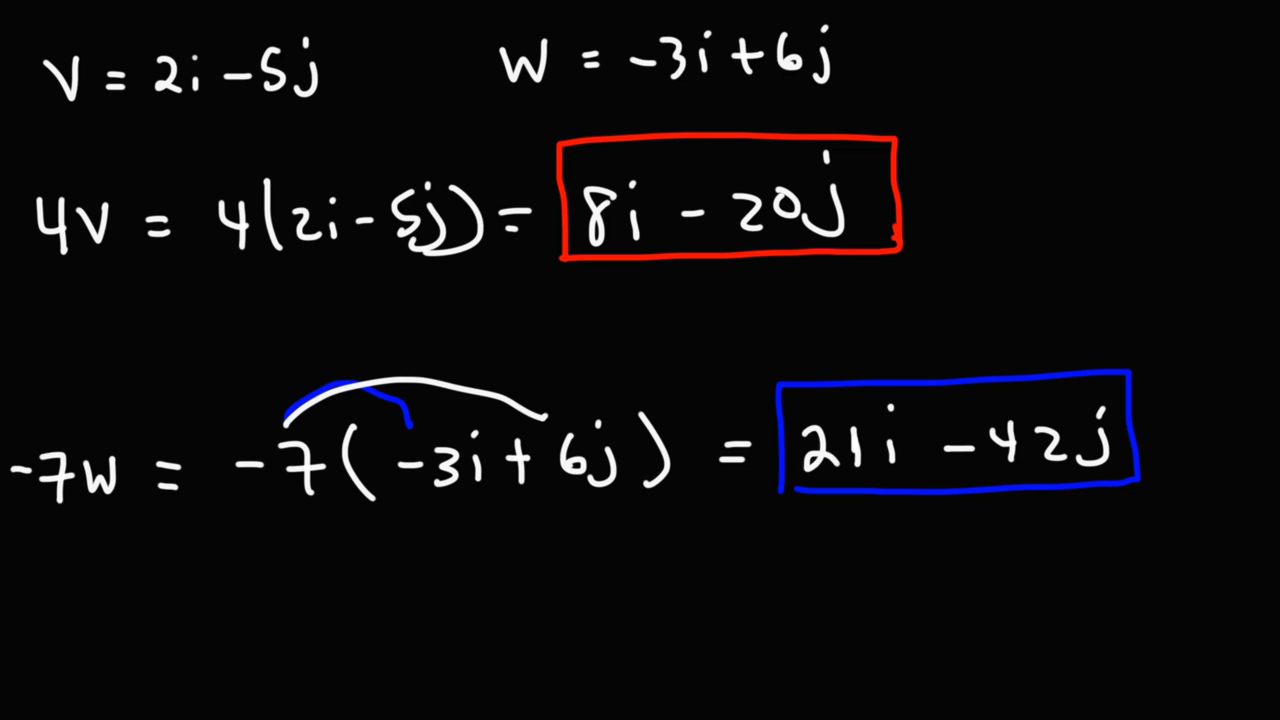 V = 2i - 5j W = -3i + 6j
4V = 4(2i - 5j) = 8i - 20j
-7W = -7(-3i + 6j) = 21i - 42j